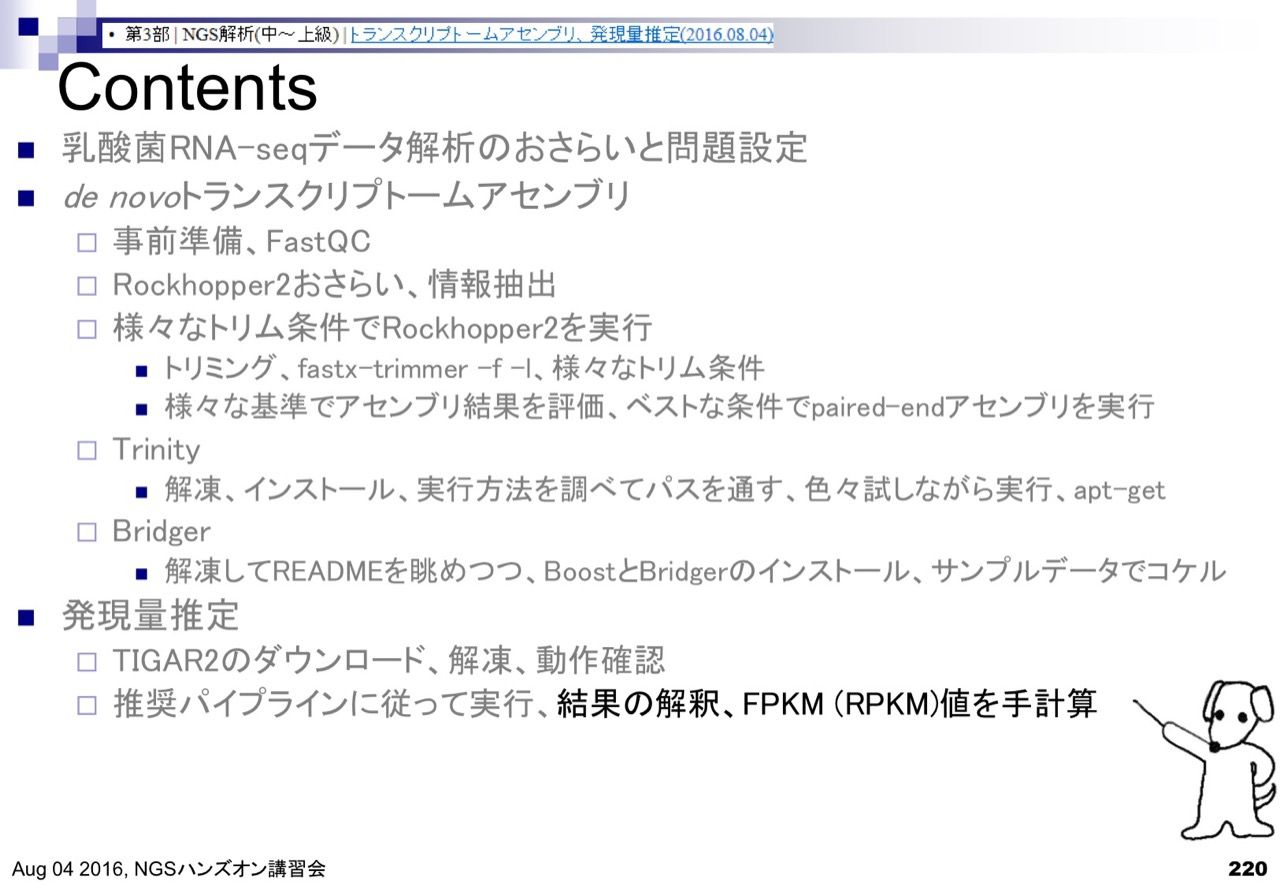 • 第3部 | NGS解析(中～上級) | トランスクリプトームアセンブリ、発現量推定(2016.08.04)
Contents
乳酸菌RNA-seqデータ解析のおさらいと問題設定
de novoトランスクリプトームアセンブリ
事前準備、FastQC
Rockhopper2おさらい、情報抽出
様々なトリム条件でRockhopper2を実行
トリミング、fastx-trimmer -f -l、様々なトリム条件
様々な基準でアセンブリ結果を評価、ベストな条件でpaired-endアセンブリを実行
Trinity
解凍、インストール、実行方法を調べてパスを通す、色々試しながら実行、apt-get
Bridger
解凍してREADMEを眺めつつ、BoostとBridgerのインストール、サンプルデータでコケル
発現量推定
TIGAR2のダウンロード、解凍、動作確認
推奨パイプラインに従って実行、結果の解釈、FPKM (RPKM)値を手計算
Aug 04 2016, NGSハンズオン講習会
220